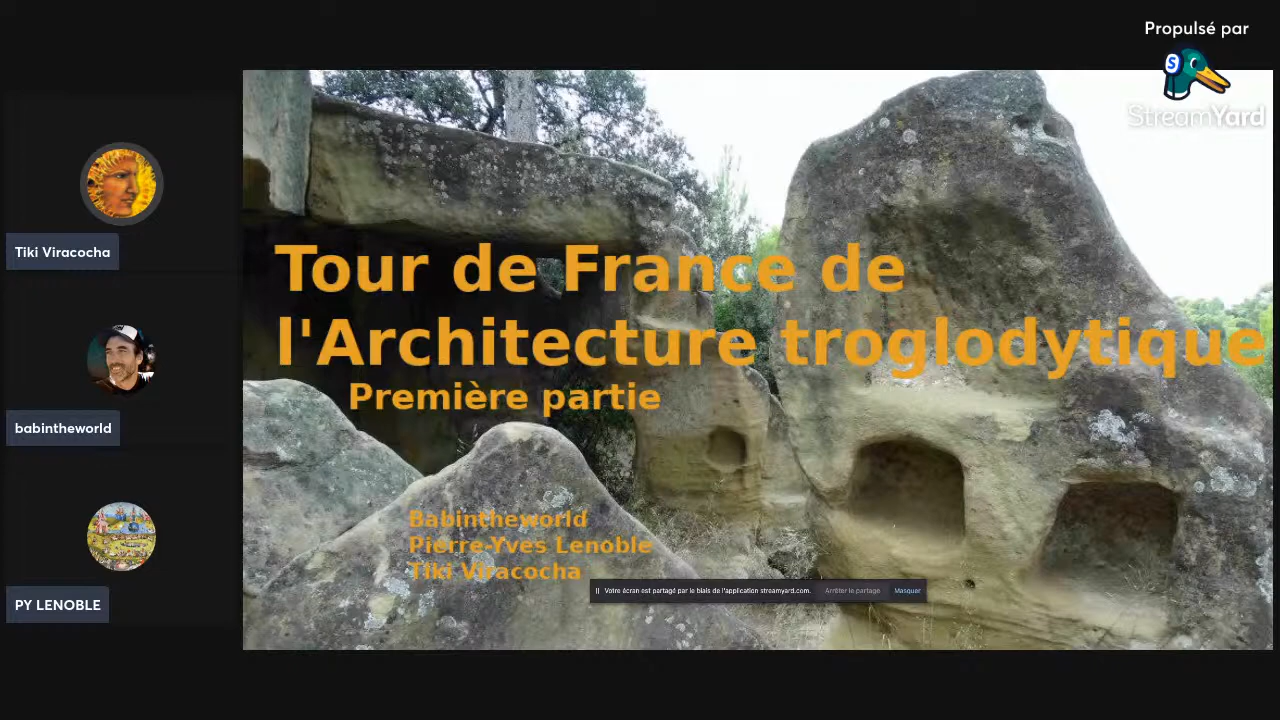 Propulsé par
S
StreamYard
Tiki Viracocha
babintheworld
PY LENOBLE
Tour de France de
l'Architecture troglodytique
Première partie
Babintheworld
Pierre-Yves Lenoble
Tiki Viracocha
Votre écran est partagé par le biais de l'application streamyard.com. Arrêter le partage Masquer